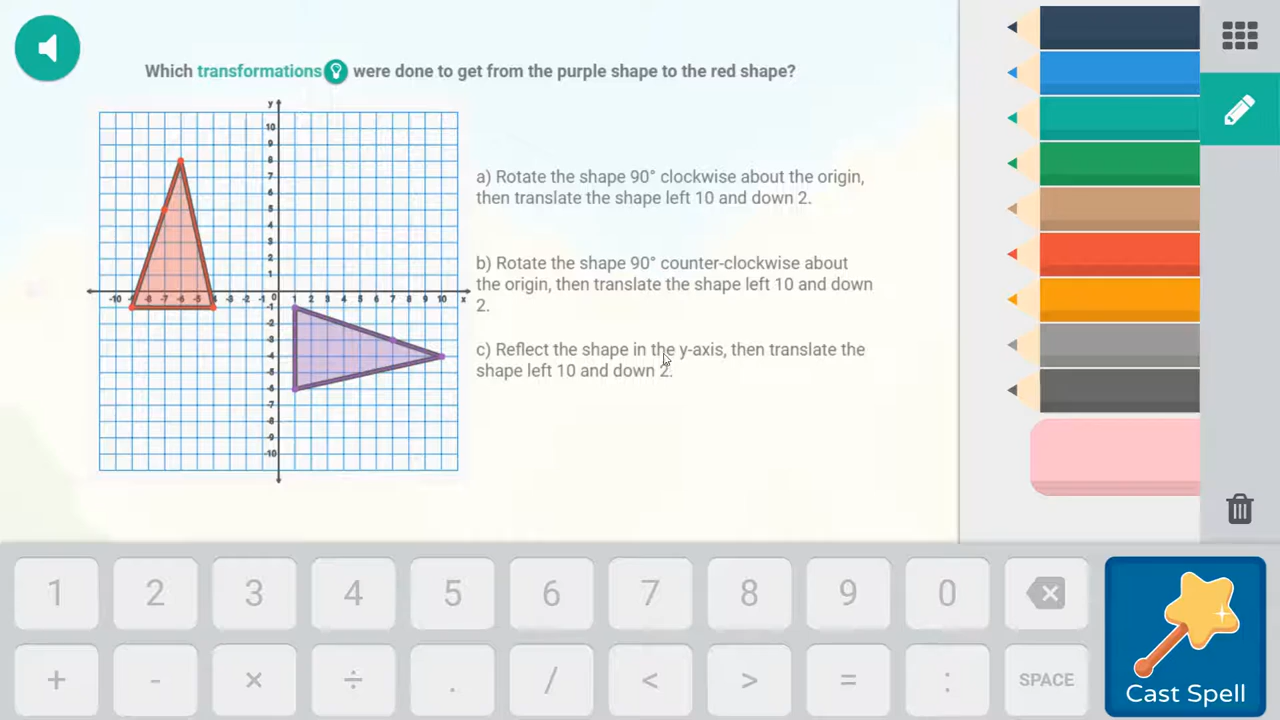 Which transformations were done to get from the purple shape to the red shape?
y
10
9
8
7
6
5
4
3
2
1
-10 -8 -7 -6 -5 -4 -3 -2 -1 0 1 2 3 4 5 6 7 8 9 10 x
-1
-2
-3
-4
-5
-6
-7
-8
-9
-10
a) Rotate the shape 90° clockwise about the origin,
then translate the shape left 10 and down 2.
b) Rotate the shape 90° counter-clockwise about
the origin, then translate the shape left 10 and down
2.
c) Reflect the shape in the y-axis, then translate the
shape left 10 and down 2.
1 2 3 4 5 6 7 8 9 0
+ - × ÷ . / < > = : SPACE
Cast Spell